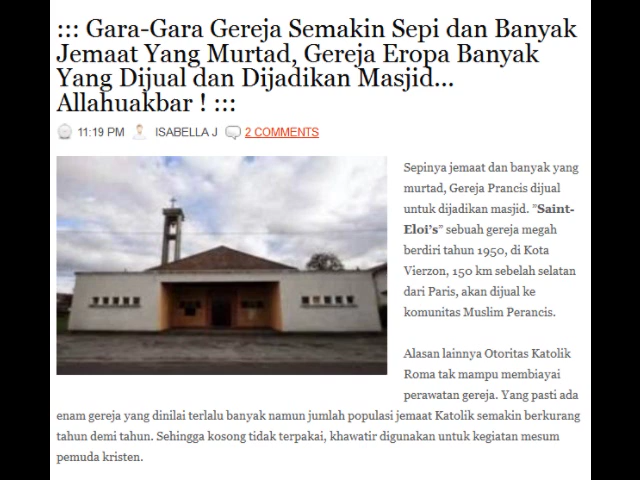 ::: Gara-Gara Gereja Semakin Sepi dan Banyak
Jemaat Yang Murtad, Gereja Eropa Banyak
Yang Dijual dan Dijadikan Masjid...
Allahuakbar ! :::
11:19 PM ISABELLA J 2 COMMENTS
Sepinya jemaat dan banyak yang
murtad, Gereja Prancis dijual
untuk dijadikan masjid. "Saint-
Eloi's" sebuah gereja megah
berdiri tahun 1950, di Kota
Vierzon, 150 km sebelah selatan
dari Paris, akan dijual ke
komunitas Muslim Perancis.
Alasan lainnya Otoritas Katolik
Roma tak mampu membiayai
perawatan gereja. Yang pasti ada
enam gereja yang dinilai terlalu banyak namun jumlah populasi jemaat Katolik semakin berkurang
tahun demi tahun. Sehingga kosong tidak terpakai, khawatir digunakan untuk kegiatan mesum
pemuda kristen.